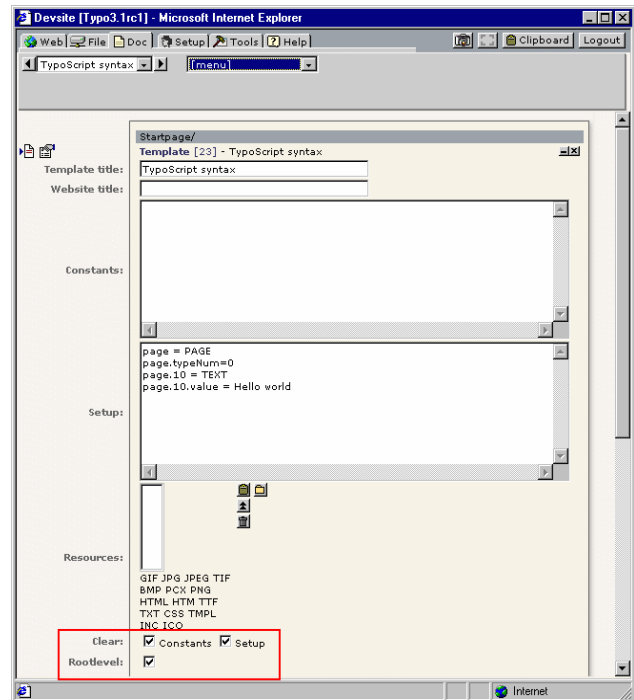 Devsite [Typo3.1rc1] - Microsoft Internet Explorer
Web File Doc Setup Tools Help Clipboard Logout
TypoScript syntax [menu]
Startpage/
Template [23] - TypoScript syntax
Template title: TypoScript syntax
Website title:
Constants:
page = PAGE
page.typeNum=0
page.10 = TEXT
page.10.value = Hello world
Setup:
Resources:
GIF JPG JPEG TIF
BMP PCX PNG
HTML HTM TTF
TXT CSS TMPL
INC ICO
Clear: Constants Setup
Rootlevel:
Internet